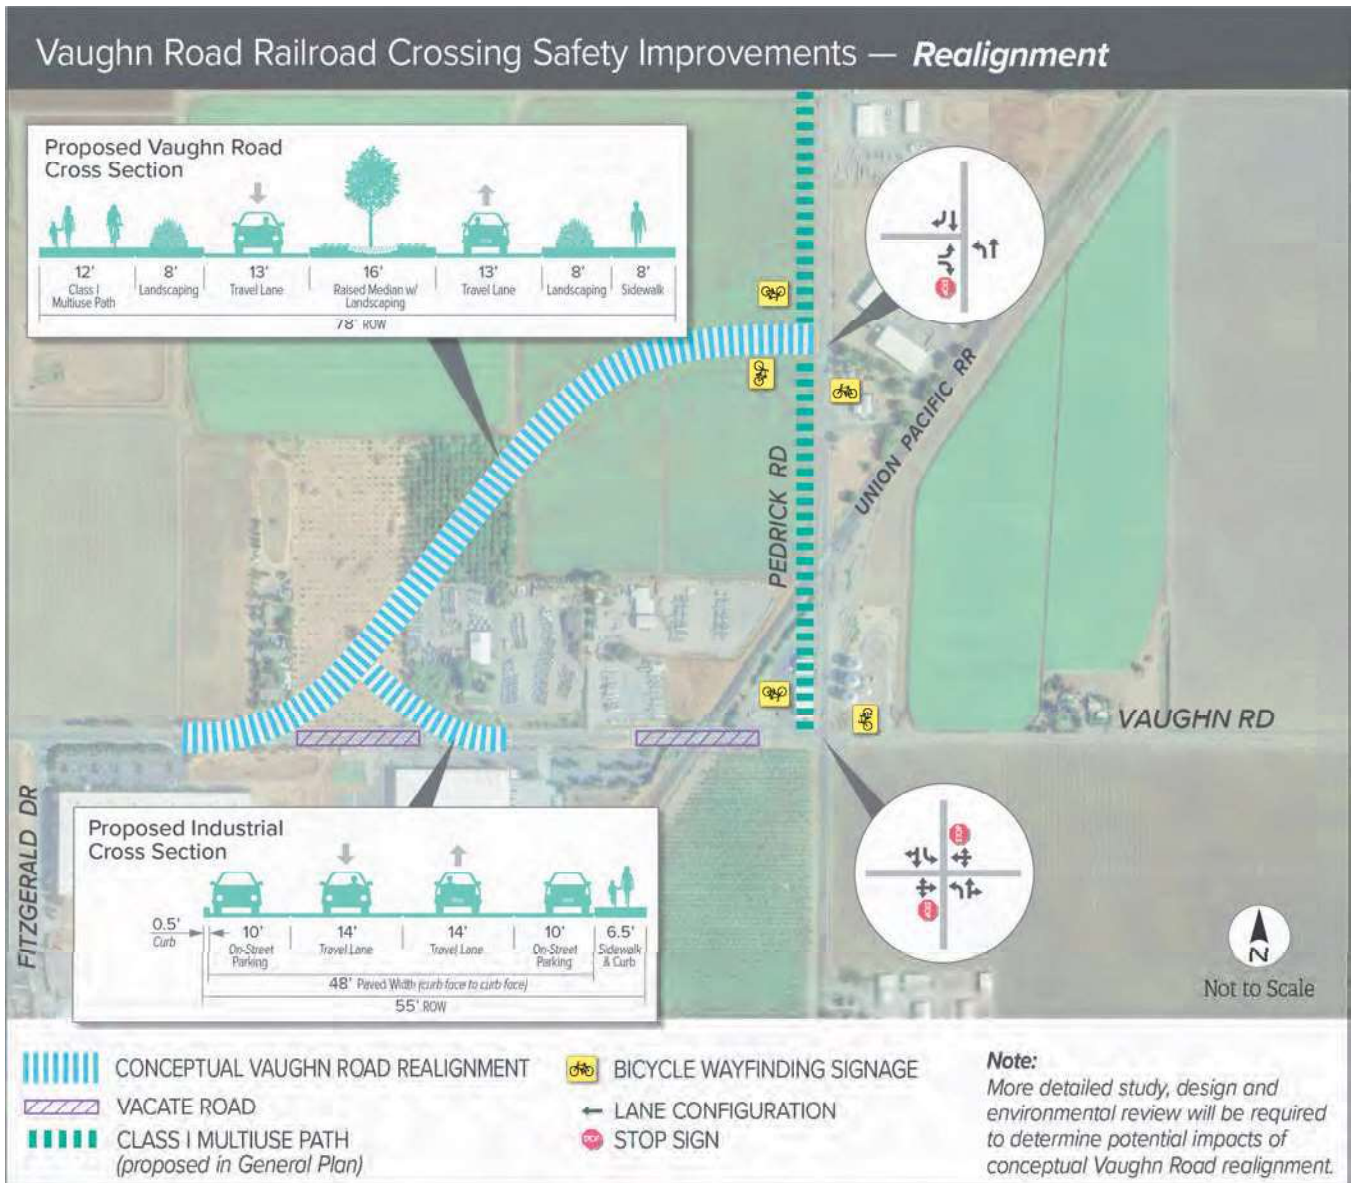 Vaughn Road Railroad Crossing Safety Improvements — Realignment
Proposed Vaughn Road
Cross Section
12' 8' 13' 16' 13' 8' 8'
Class I
Multiuse Path
Landscaping
Travel Lane
Raised Median w/
Landscaping
Travel Lane
Landscaping
Sidewalk
78' ROW
UNION PACIFIC RR
PEDRICK RD
VAUGHN RD
FITZGERALD DR
Proposed Industrial
Cross Section
0.5'
Curb
10' 14' 14' 10' 6.5'
On-Street
Parking
Travel Lane
Travel Lane
On-Street
Parking
Sidewalk
& Curb
48' Paved Width (curb face to curb face)
55' ROW
STOP
STOP
STOP
N
Not to Scale
CONCEPTUAL VAUGHN ROAD REALIGNMENT
VACATE ROAD
CLASS I MULTIUSE PATH
(proposed in General Plan)
BICYCLE WAYFINDING SIGNAGE
LANE CONFIGURATION
STOP STOP SIGN
Note:
More detailed study, design and
environmental review will be required
to determine potential impacts of
conceptual Vaughn Road realignment.